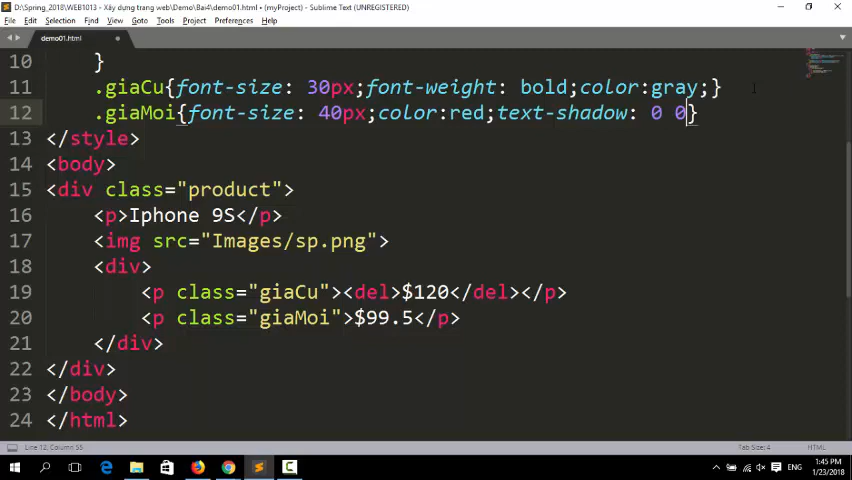 D:\Spring_2018\WEB1013 - Xây dựng trang web\Demo\Bai4\demo01.html • (myProject) - Sublime Text (UNREGISTERED)
File Edit Selection Find View Goto Tools Project Preferences Help
demo01.html
10 }
11 .giaCu{font-size: 30px;font-weight: bold;color:gray;}
12 .giaMoi{font-size: 40px;color:red;text-shadow: 0 0}
13 </style>
14 <body>
15 <div class="product">
16 <p>Iphone 9S</p>
17 <img src="Images/sp.png">
18 <div>
19 <p class="giaCu"><del>$120</del></p>
20 <p class="giaMoi">$99.5</p>
21 </div>
22 </div>
23 </body>
24 </html>
Line 12, Column 55
Tab Size: 4
HTML
ENG
1:45 PM
1/23/2018